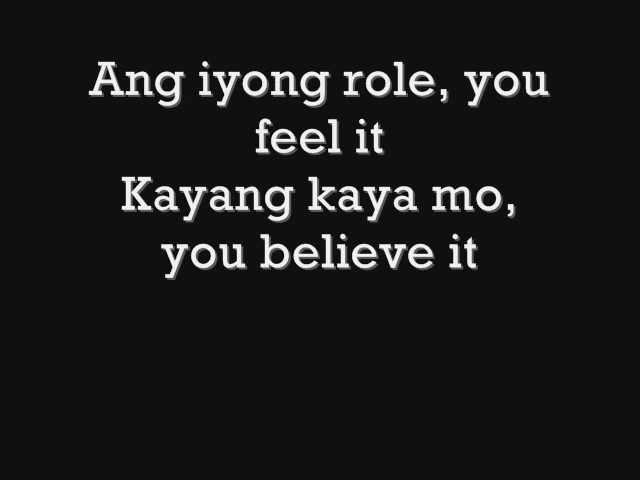 Ang iyong role, you
feel it
Kayang kaya mo,
you believe it